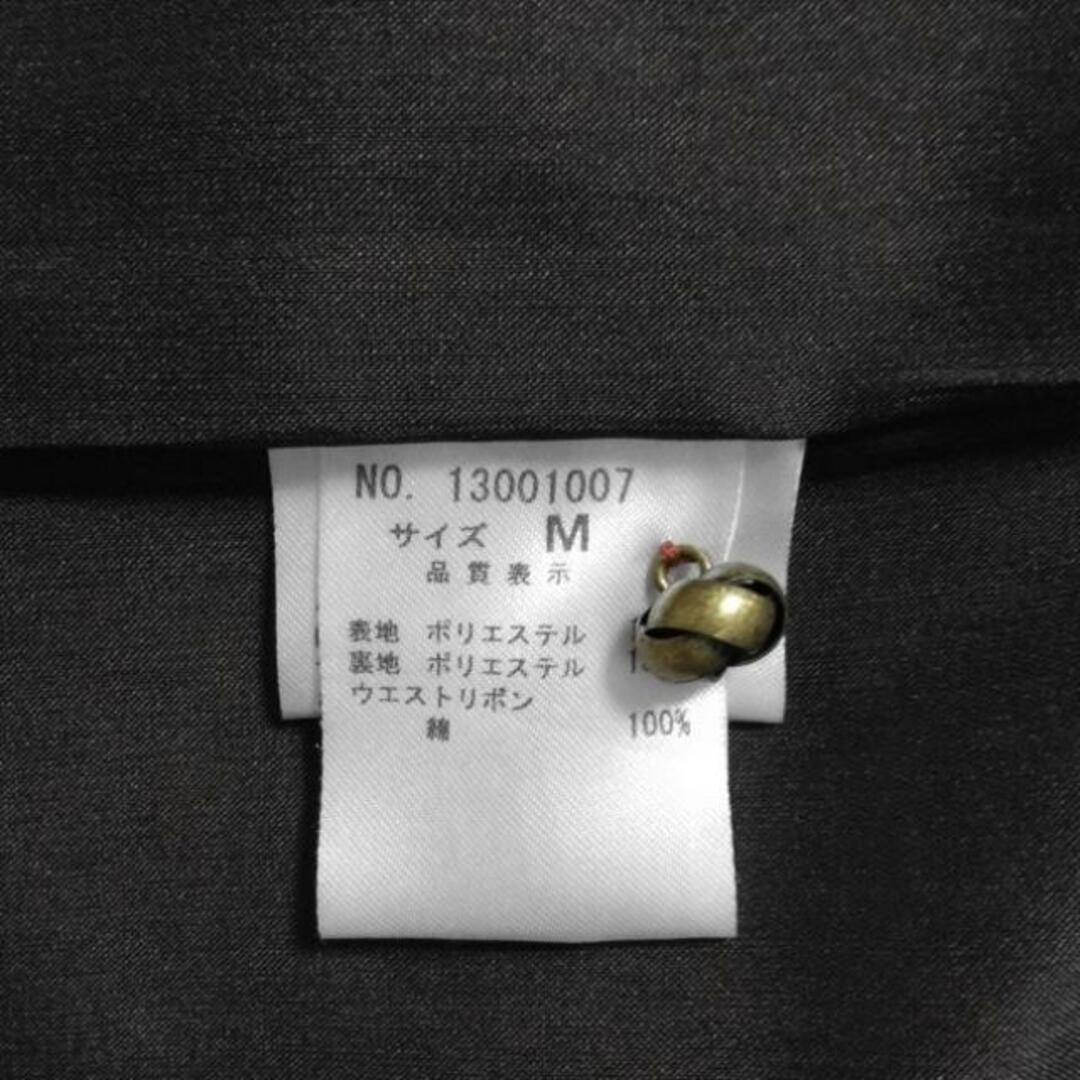 NO. 13001007
サイズ M
品質表示
表地 ポリエステル
裏地 ポリエステル
ウエストリボン
綿 100%